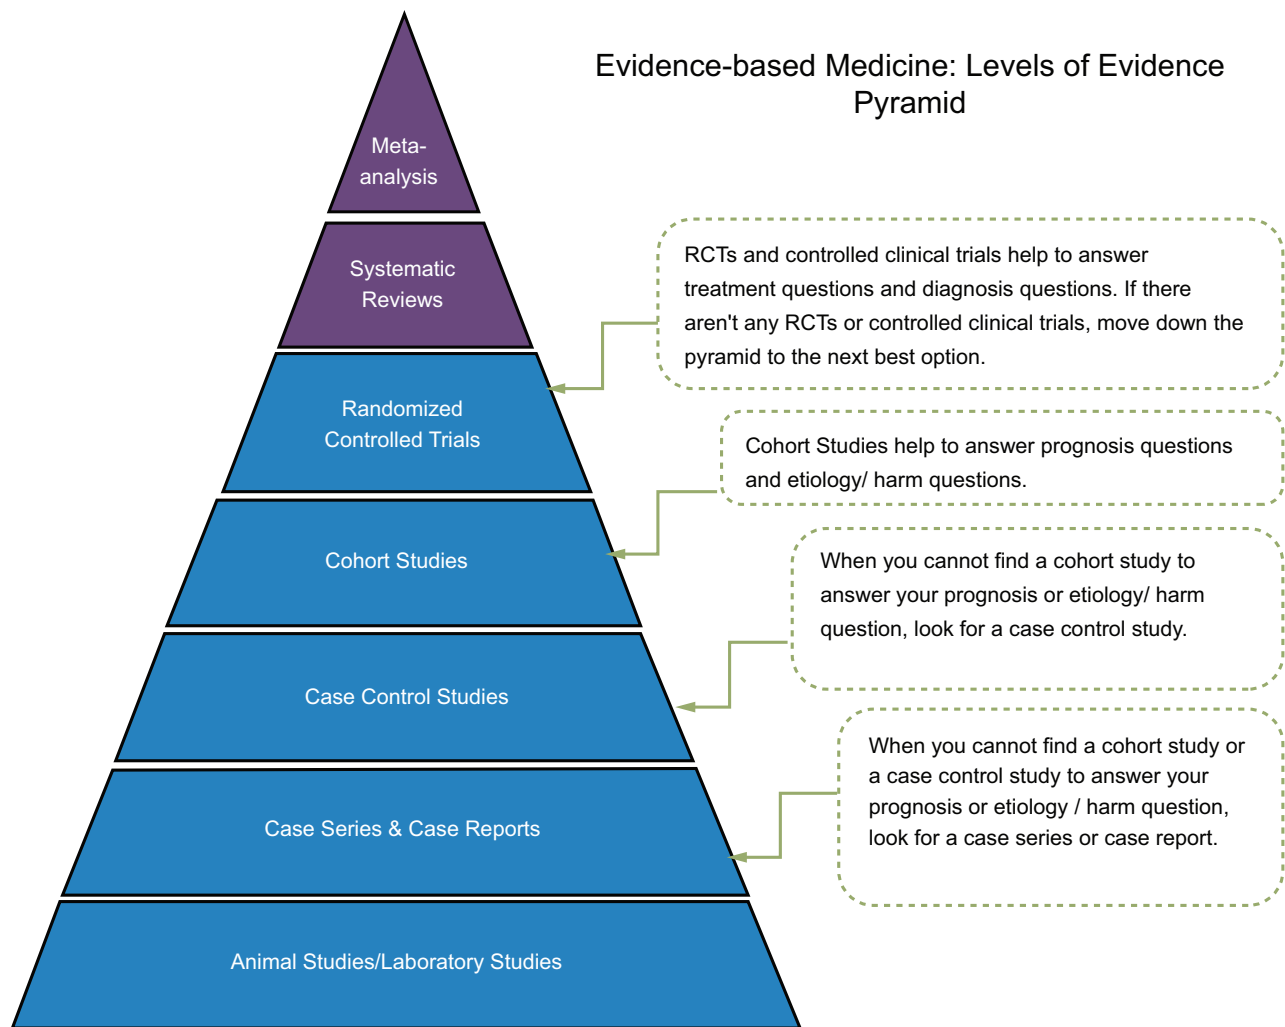 Evidence-based Medicine: Levels of Evidence
Pyramid
Meta-
analysis
Systematic
Reviews
RCTs and controlled clinical trials help to answer
treatment questions and diagnosis questions. If there
aren't any RCTs or controlled clinical trials, move down the
pyramid to the next best option.
Randomized
Controlled Trials
Cohort Studies help to answer prognosis questions
and etiology/ harm questions.
Cohort Studies
When you cannot find a cohort study to
answer your prognosis or etiology/ harm
question, look for a case control study.
Case Control Studies
When you cannot find a cohort study or
a case control study to answer your
prognosis or etiology / harm question,
look for a case series or case report.
Case Series & Case Reports
Animal Studies/Laboratory Studies